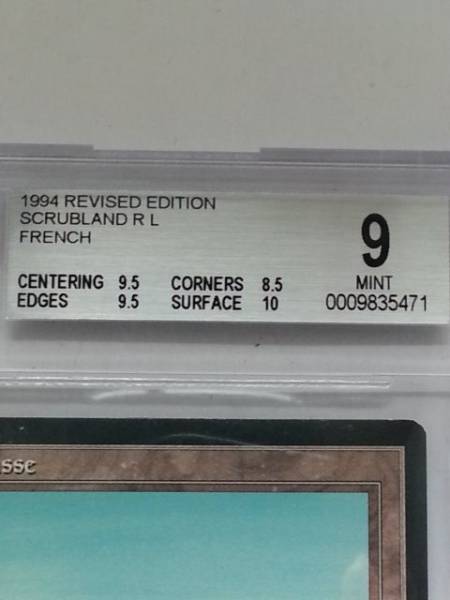 1994 REVISED EDITION
SCRUBLAND R L
FRENCH
9
MINT
CENTERING 9.5 CORNERS 8.5
EDGES 9.5 SURFACE 10
0009835471
sse